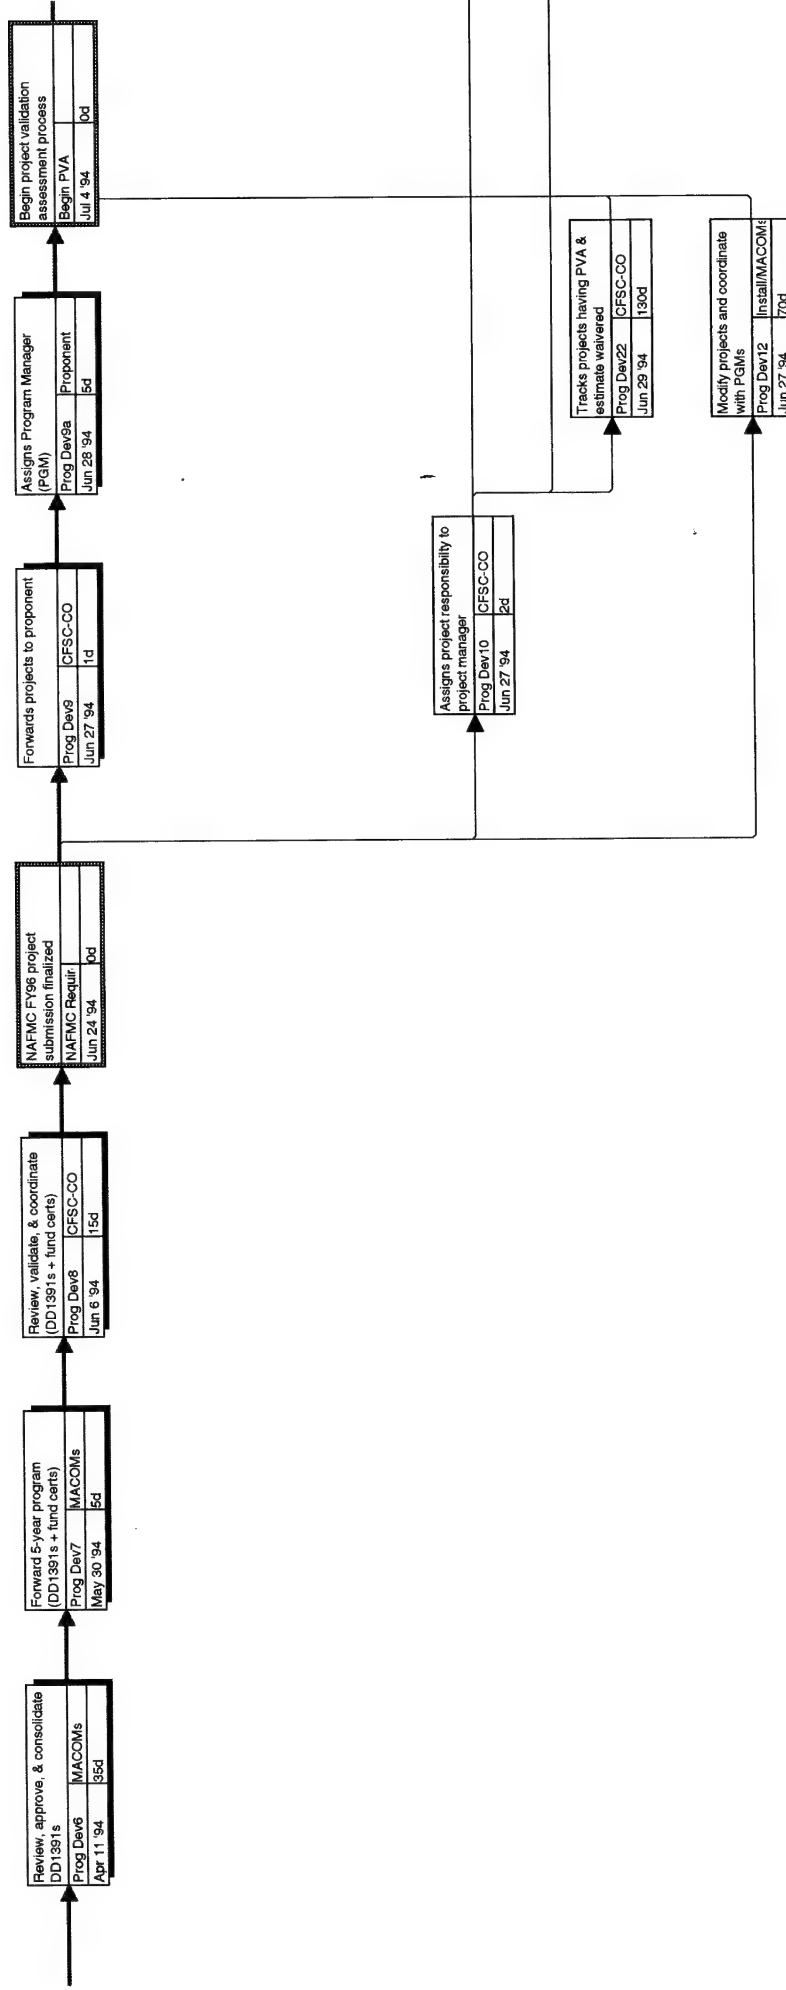 Review, approve, & consolidate
DD1391s
Prog Dev6 MACOMs
Apr 11 '94 35d
Forward 5-year program
(DD1391s + fund certs)
Prog Dev7 MACOMs
May 30 '94 5d
Review, validate, & coordinate
(DD1391s + fund certs)
Prog Dev8 CFSC-CO
Jun 6 '94 15d
NAFMC FY96 project
submission finalized
NAFMC Requir
Jun 24 '94 0d
Forwards projects to proponent
Prog Dev9 CFSC-CO
Jun 27 '94 1d
Assigns Program Manager
(PGM)
Prog Dev9a Proponent
Jun 28 '94 5d
Begin project validation
assessment process
Begin PVA
Jul 4 '94 0d
Assigns project responsibilty to
project manager
Prog Dev10 CFSC-CO
Jun 27 '94 2d
Tracks projects having PVA &
estimate waivered
Prog Dev22 CFSC-CO
Jun 29 '94 130d
Modify projects and coordinate
with PGMs
Prog Dev12 Install/MACOMs
Jun 27 '94 70d